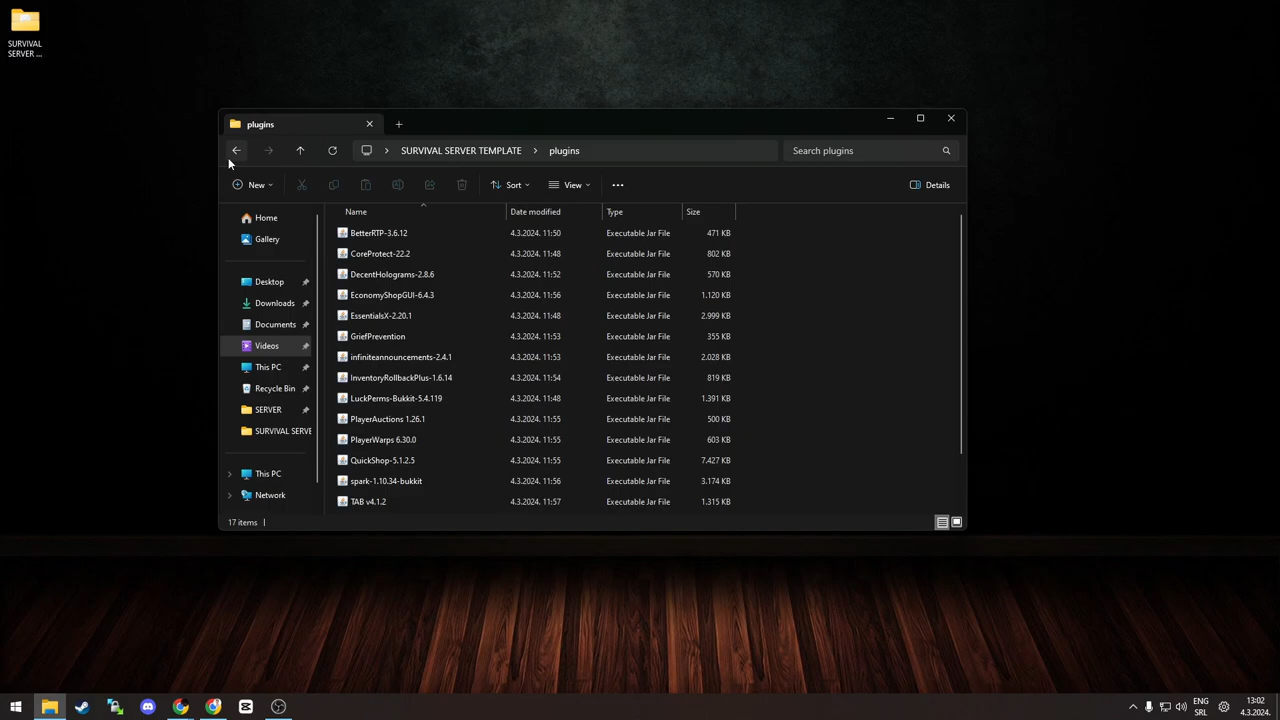 SURVIVAL
SERVER ...
plugins
SURVIVAL SERVER TEMPLATE
plugins
Search plugins
New
Sort
View
Details
Name
Date modified
Type
Size
Home
Gallery
Desktop
Downloads
Documents
Videos
This PC
Recycle Bin
SERVER
SURVIVAL SERVE
This PC
Network
BetterRTP-3.6.12 4.3.2024. 11:50 Executable Jar File 471 KB
CoreProtect-22.2 4.3.2024. 11:48 Executable Jar File 802 KB
DecentHolograms-2.8.6 4.3.2024. 11:52 Executable Jar File 570 KB
EconomyShopGUI-6.4.3 4.3.2024. 11:56 Executable Jar File 1.120 KB
EssentialsX-2.20.1 4.3.2024. 11:48 Executable Jar File 2.999 KB
GriefPrevention 4.3.2024. 11:53 Executable Jar File 355 KB
infiniteannouncements-2.4.1 4.3.2024. 11:53 Executable Jar File 2.028 KB
InventoryRollbackPlus-1.6.14 4.3.2024. 11:54 Executable Jar File 819 KB
LuckPerms-Bukkit-5.4.119 4.3.2024. 11:48 Executable Jar File 1.391 KB
PlayerAuctions 1.26.1 4.3.2024. 11:55 Executable Jar File 500 KB
PlayerWarps 6.30.0 4.3.2024. 11:55 Executable Jar File 603 KB
QuickShop-5.1.2.5 4.3.2024. 11:55 Executable Jar File 7.427 KB
spark-1.10.34-bukkit 4.3.2024. 11:56 Executable Jar File 3.174 KB
TAB v4.1.2 4.3.2024. 11:57 Executable Jar File 1.315 KB
17 items
ENG
SRL
13:02
4.3.2024.